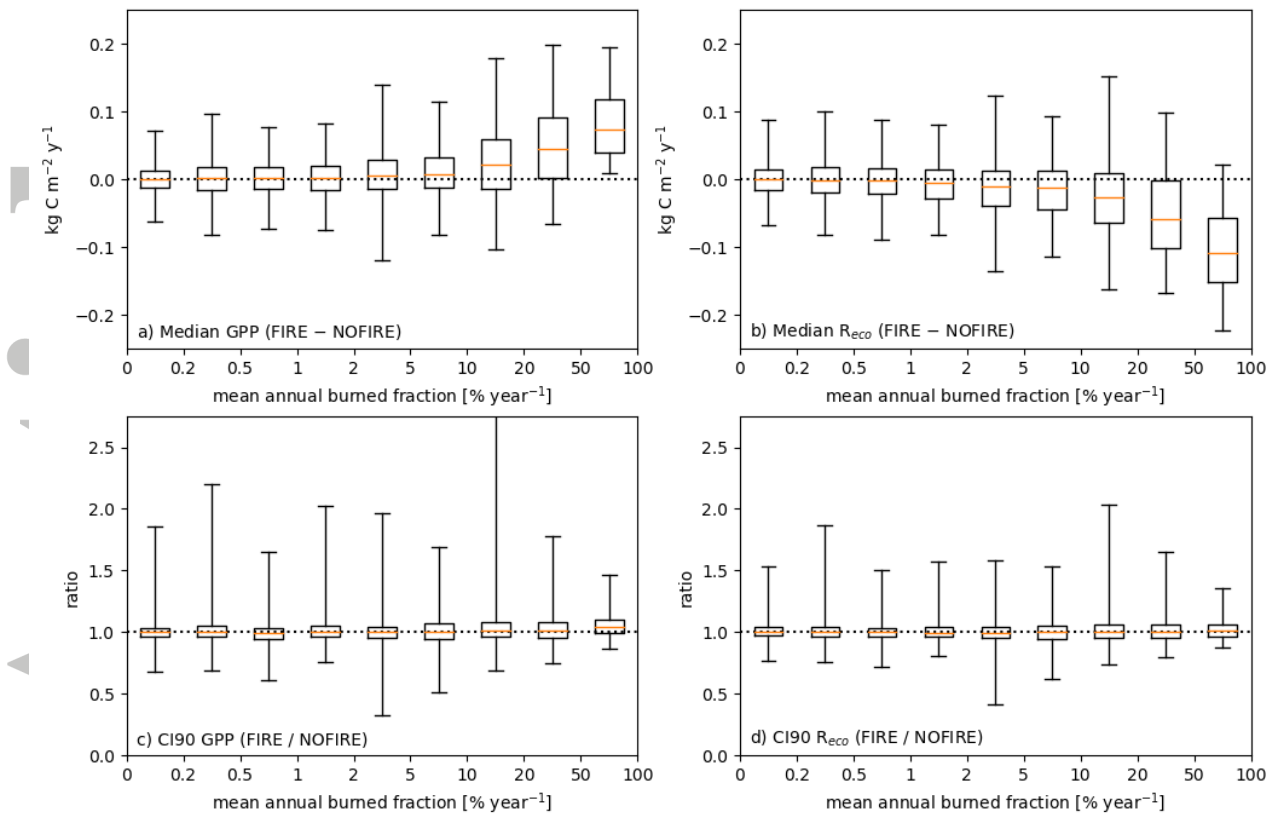 0.2
0.1
0.0
−0.1
−0.2
kg C m⁻² y⁻¹
a) Median GPP (FIRE − NOFIRE)
0 0.2 0.5 1 2 5 10 20 50 100
mean annual burned fraction [% year⁻¹]
0.2
0.1
0.0
−0.1
−0.2
kg C m⁻² y⁻¹
b) Median Reco (FIRE − NOFIRE)
0 0.2 0.5 1 2 5 10 20 50 100
mean annual burned fraction [% year⁻¹]
2.5
2.0
1.5
1.0
0.5
0.0
ratio
c) CI90 GPP (FIRE / NOFIRE)
0 0.2 0.5 1 2 5 10 20 50 100
mean annual burned fraction [% year⁻¹]
2.5
2.0
1.5
1.0
0.5
0.0
ratio
d) CI90 Reco (FIRE / NOFIRE)
0 0.2 0.5 1 2 5 10 20 50 100
mean annual burned fraction [% year⁻¹]